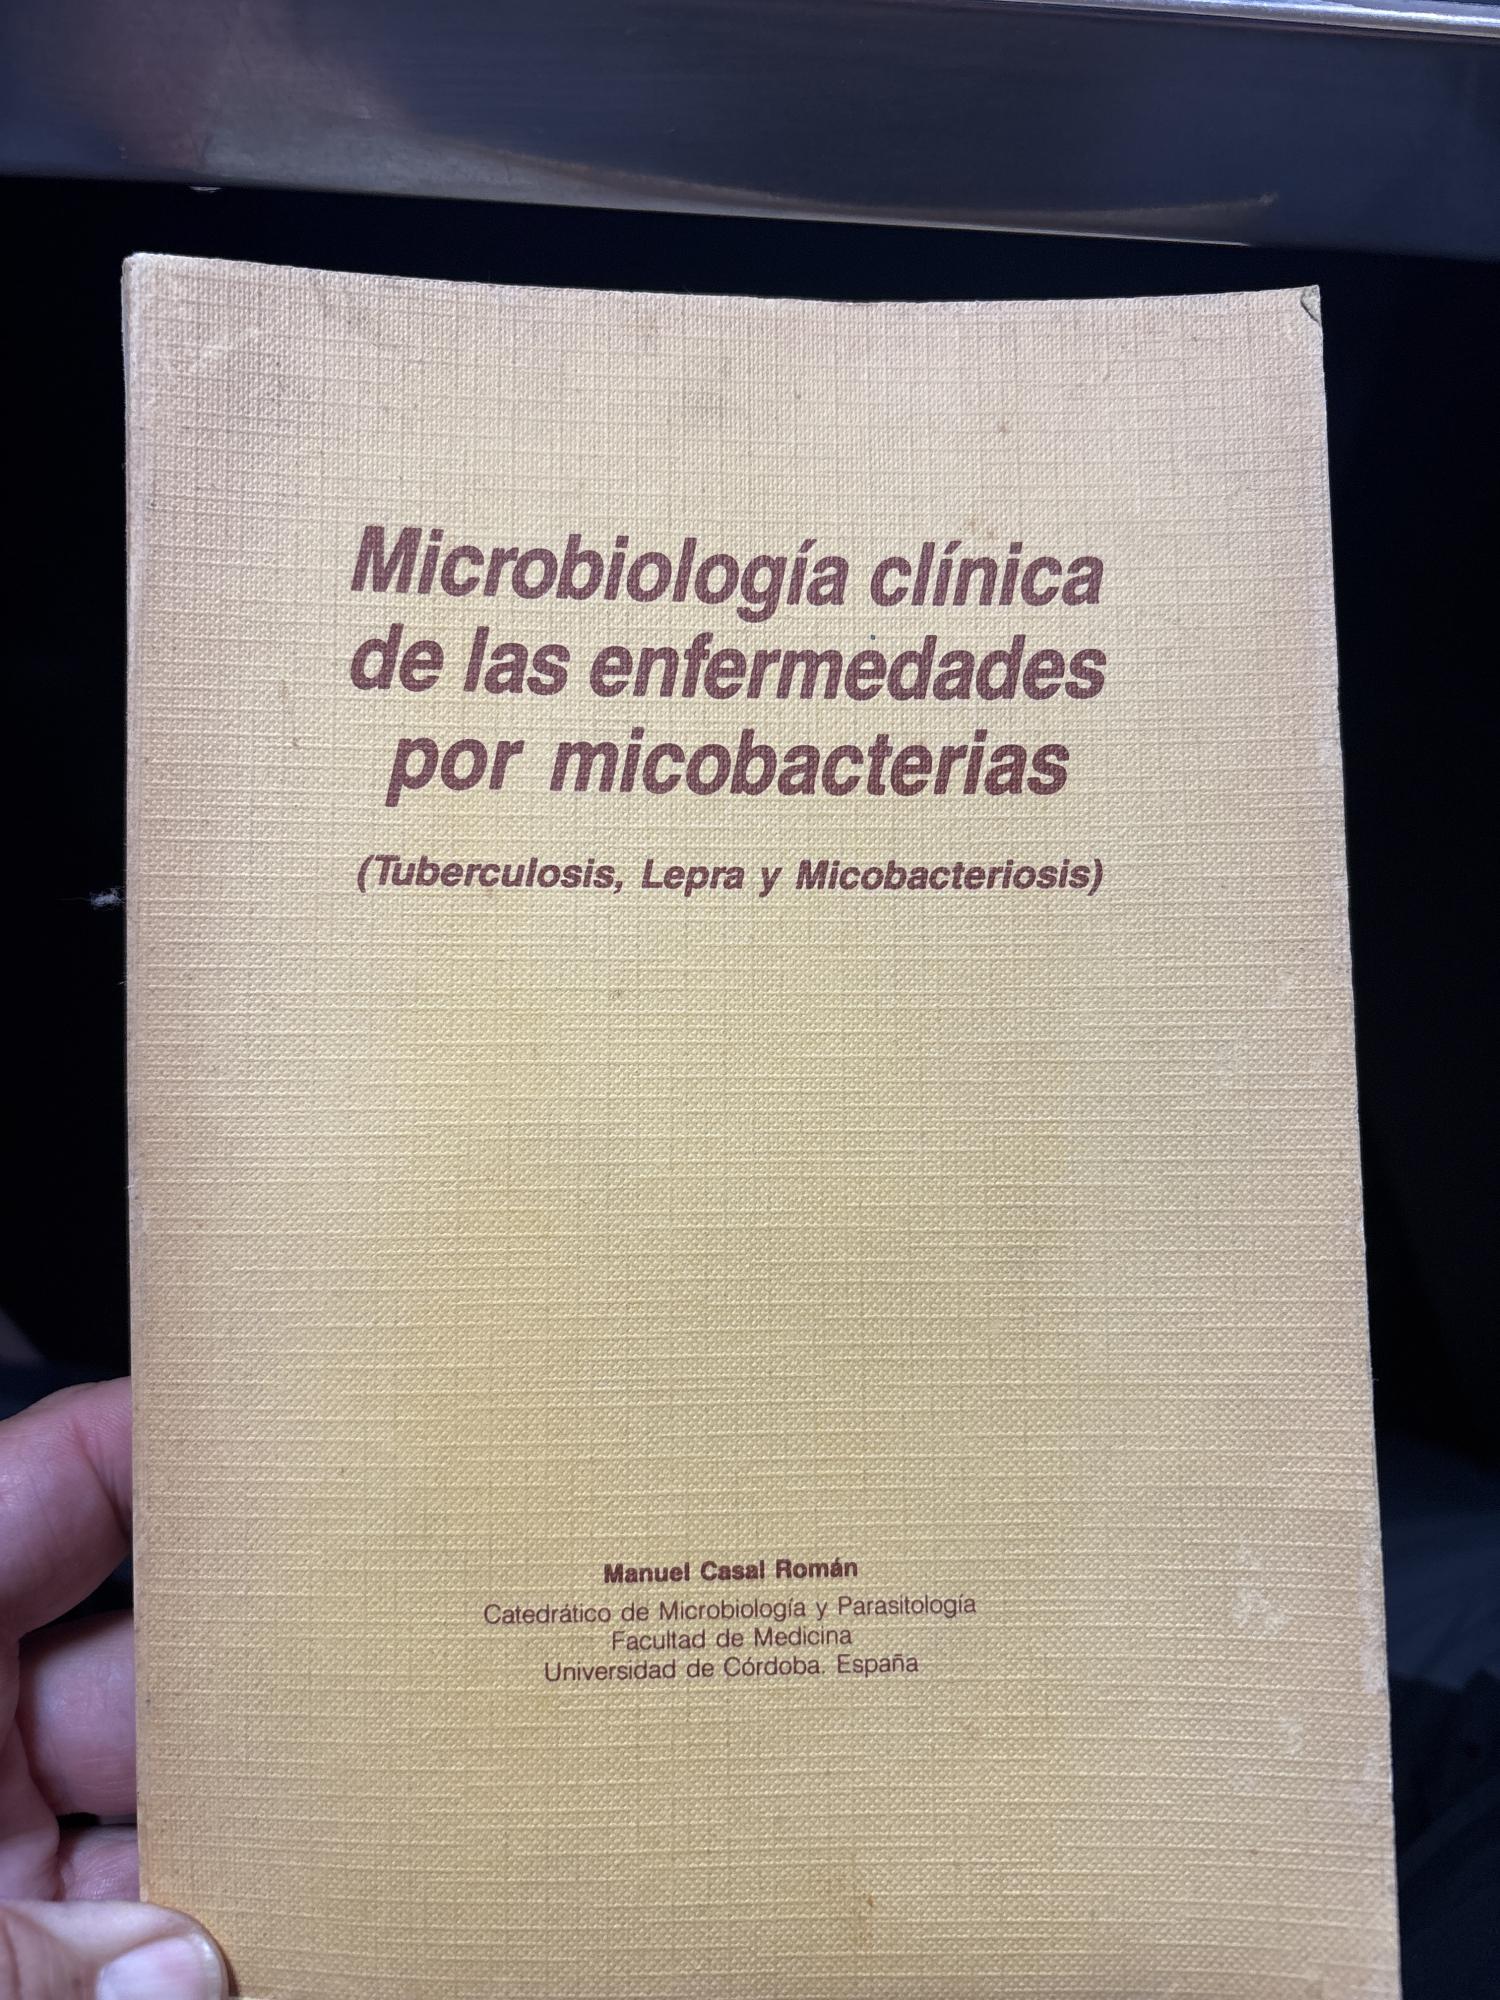 Microbiología clínica
de las enfermedades
por micobacterias
(Tuberculosis, Lepra y Micobacteriosis)
Manuel Casal Román
Catedrático de Microbiología y Parasitología
Facultad de Medicina
Universidad de Córdoba. España